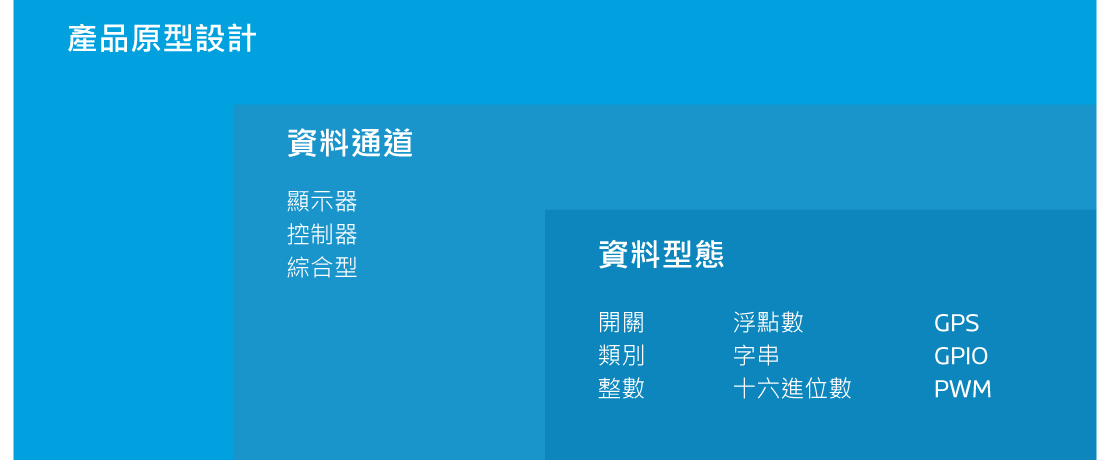 產品原型設計
資料通道
顯示器
控制器
綜合型
資料型態
開關 浮點數 GPS
類別 字串 GPIO
整數 十六進位數 PWM